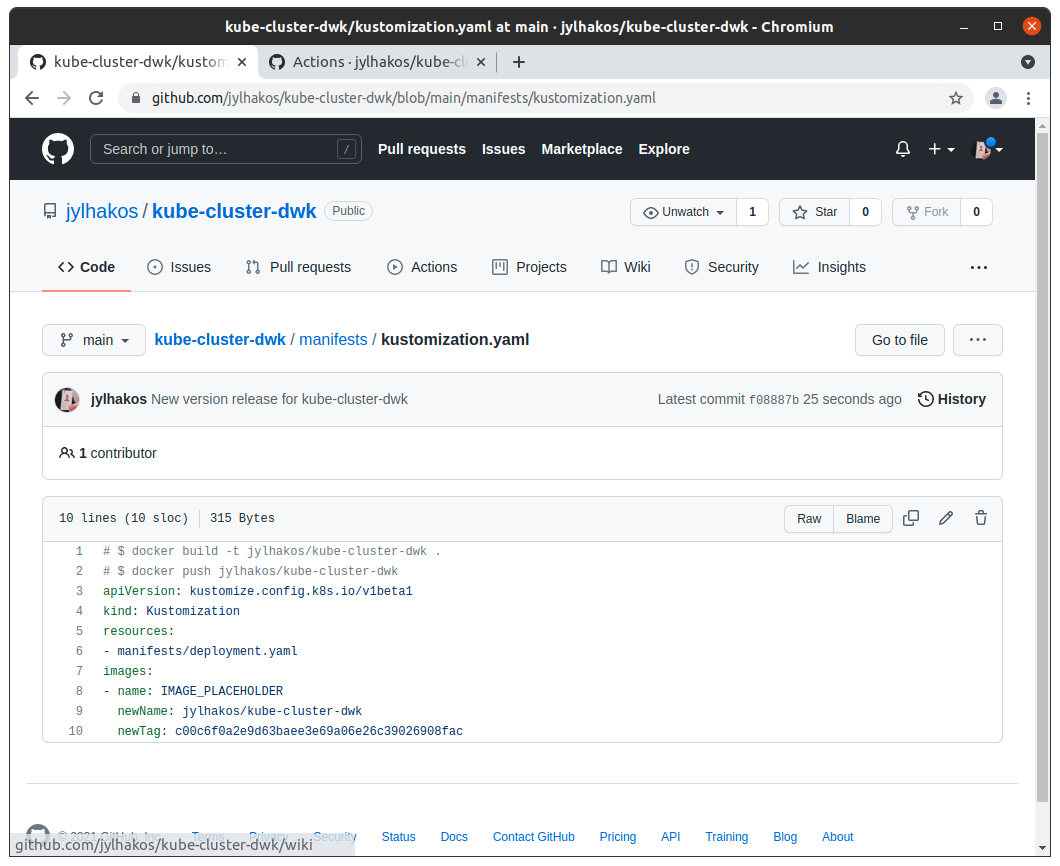 kube-cluster-dwk/kustomization.yaml at main · jylhakos/kube-cluster-dwk - Chromium
kube-cluster-dwk/kustom
Actions · jylhakos/kube-cl
github.com/jylhakos/kube-cluster-dwk/blob/main/manifests/kustomization.yaml
Search or jump to… /
Pull requests Issues Marketplace Explore
jylhakos / kube-cluster-dwk Public
Unwatch 1 Star 0 Fork 0
Code Issues Pull requests Actions Projects Wiki Security Insights
main kube-cluster-dwk / manifests / kustomization.yaml Go to file
jylhakos New version release for kube-cluster-dwk Latest commit f08887b 25 seconds ago History
1 contributor
10 lines (10 sloc) 315 Bytes Raw Blame
1 # $ docker build -t jylhakos/kube-cluster-dwk .
2 # $ docker push jylhakos/kube-cluster-dwk
3 apiVersion: kustomize.config.k8s.io/v1beta1
4 kind: Kustomization
5 resources:
6 - manifests/deployment.yaml
7 images:
8 - name: IMAGE_PLACEHOLDER
9 newName: jylhakos/kube-cluster-dwk
10 newTag: c00c6f0a2e9d63baee3e69a06e26c39026908fac
© 2021 GitHub, Inc. Terms Privacy Security Status Docs Contact GitHub Pricing API Training Blog About
github.com/jylhakos/kube-cluster-dwk/wiki